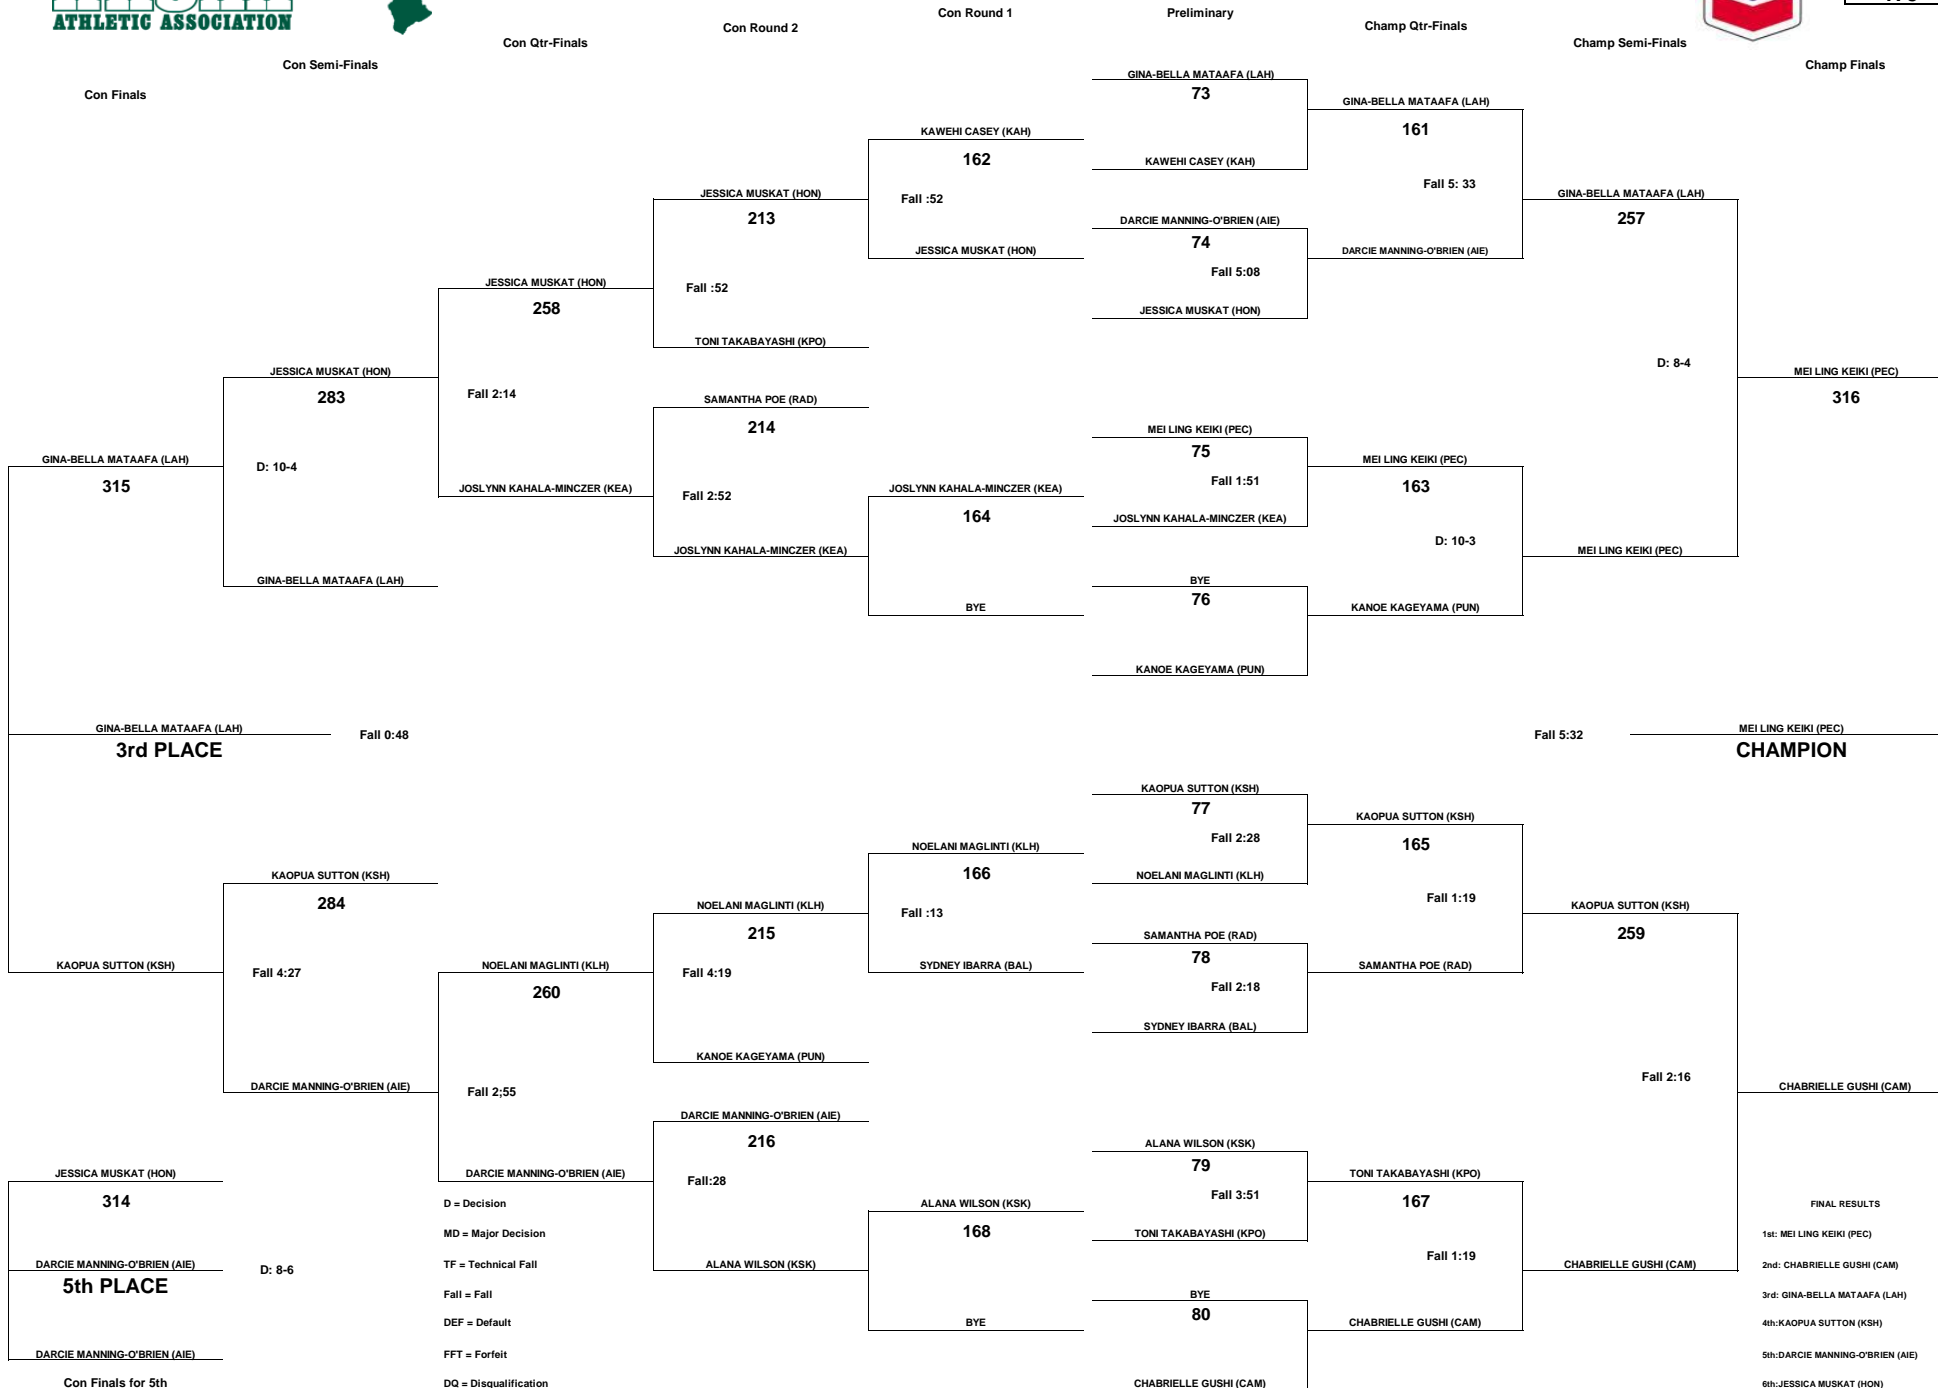 ATHLETIC ASSOCIATION
Con Round 1
Preliminary
Con Round 2
Champ Qtr-Finals
Con Qtr-Finals
Champ Semi-Finals
Con Semi-Finals
Champ Finals
Con Finals
GINA-BELLA MATAAFA (LAH)
73
GINA-BELLA MATAAFA (LAH)
KAWEHI CASEY (KAH)
161
162
KAWEHI CASEY (KAH)
Fall 5: 33
JESSICA MUSKAT (HON)
Fall :52
GINA-BELLA MATAAFA (LAH)
213
DARCIE MANNING-O'BRIEN (AIE)
257
74
JESSICA MUSKAT (HON)
DARCIE MANNING-O'BRIEN (AIE)
Fall 5:08
JESSICA MUSKAT (HON)
Fall :52
258
JESSICA MUSKAT (HON)
TONI TAKABAYASHI (KPO)
D: 8-4
JESSICA MUSKAT (HON)
MEI LING KEIKI (PEC)
283
Fall 2:14
SAMANTHA POE (RAD)
316
214
MEI LING KEIKI (PEC)
75
GINA-BELLA MATAAFA (LAH)
D: 10-4
MEI LING KEIKI (PEC)
315
Fall 1:51
163
JOSLYNN KAHALA-MINCZER (KEA)
Fall 2:52
JOSLYNN KAHALA-MINCZER (KEA)
164
JOSLYNN KAHALA-MINCZER (KEA)
D: 10-3
JOSLYNN KAHALA-MINCZER (KEA)
MEI LING KEIKI (PEC)
GINA-BELLA MATAAFA (LAH)
BYE
76
BYE
KANOE KAGEYAMA (PUN)
KANOE KAGEYAMA (PUN)
GINA-BELLA MATAAFA (LAH)
Fall 0:48
Fall 5:32
MEI LING KEIKI (PEC)
3rd PLACE
CHAMPION
KAOPUA SUTTON (KSH)
77
KAOPUA SUTTON (KSH)
Fall 2:28
NOELANI MAGLINTI (KLH)
165
KAOPUA SUTTON (KSH)
166
NOELANI MAGLINTI (KLH)
284
Fall 1:19
NOELANI MAGLINTI (KLH)
Fall :13
KAOPUA SUTTON (KSH)
215
SAMANTHA POE (RAD)
259
78
KAOPUA SUTTON (KSH)
Fall 4:27
NOELANI MAGLINTI (KLH)
Fall 4:19
SYDNEY IBARRA (BAL)
SAMANTHA POE (RAD)
260
Fall 2:18
SYDNEY IBARRA (BAL)
KANOE KAGEYAMA (PUN)
Fall 2:16
DARCIE MANNING-O'BRIEN (AIE)
Fall 2;55
CHABRIELLE GUSHI (CAM)
DARCIE MANNING-O'BRIEN (AIE)
216
ALANA WILSON (KSK)
79
JESSICA MUSKAT (HON)
DARCIE MANNING-O'BRIEN (AIE)
Fall:28
TONI TAKABAYASHI (KPO)
314
D = Decision
ALANA WILSON (KSK)
Fall 3:51
167
FINAL RESULTS
MD = Major Decision
168
TONI TAKABAYASHI (KPO)
1st: MEI LING KEIKI (PEC)
Fall 1:19
DARCIE MANNING-O'BRIEN (AIE)
D: 8-6
TF = Technical Fall
ALANA WILSON (KSK)
CHABRIELLE GUSHI (CAM)
2nd: CHABRIELLE GUSHI (CAM)
5th PLACE
Fall = Fall
BYE
3rd: GINA-BELLA MATAAFA (LAH)
80
DEF = Default
BYE
CHABRIELLE GUSHI (CAM)
4th:KAOPUA SUTTON (KSH)
DARCIE MANNING-O'BRIEN (AIE)
FFT = Forfeit
5th:DARCIE MANNING-O'BRIEN (AIE)
Con Finals for 5th
DQ = Disqualification
CHABRIELLE GUSHI (CAM)
6th:JESSICA MUSKAT (HON)